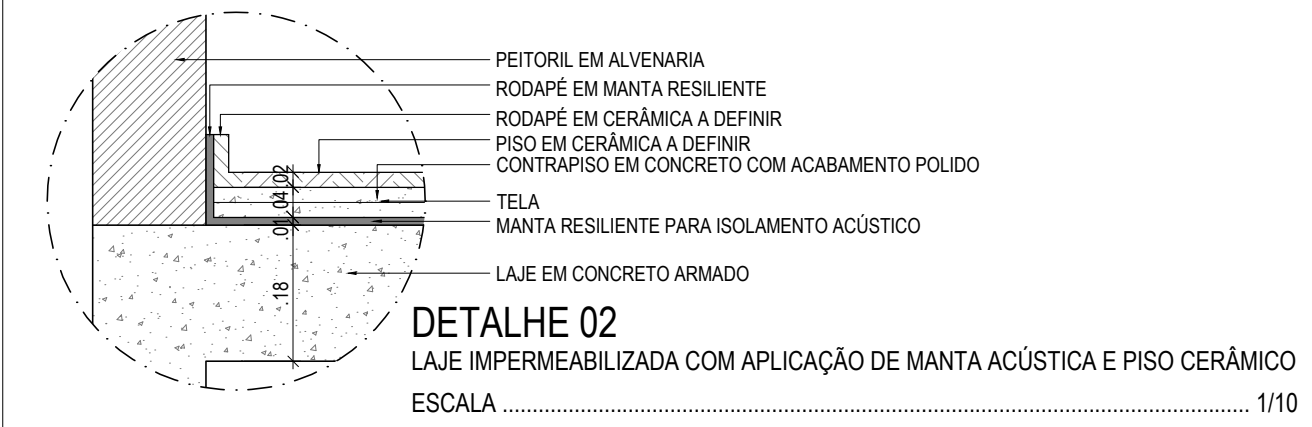 PEITORIL EM ALVENARIA
RODAPÉ EM MANTA RESILIENTE
RODAPÉ EM CERÂMICA A DEFINIR
PISO EM CERÂMICA A DEFINIR
CONTRAPISO EM CONCRETO COM ACABAMENTO POLIDO
TELA
MANTA RESILIENTE PARA ISOLAMENTO ACÚSTICO
LAJE EM CONCRETO ARMADO
.02
.04
.01
.18
DETALHE 02
LAJE IMPERMEABILIZADA COM APLICAÇÃO DE MANTA ACÚSTICA E PISO CERÂMICO
ESCALA ............................................................................................................................. 1/10